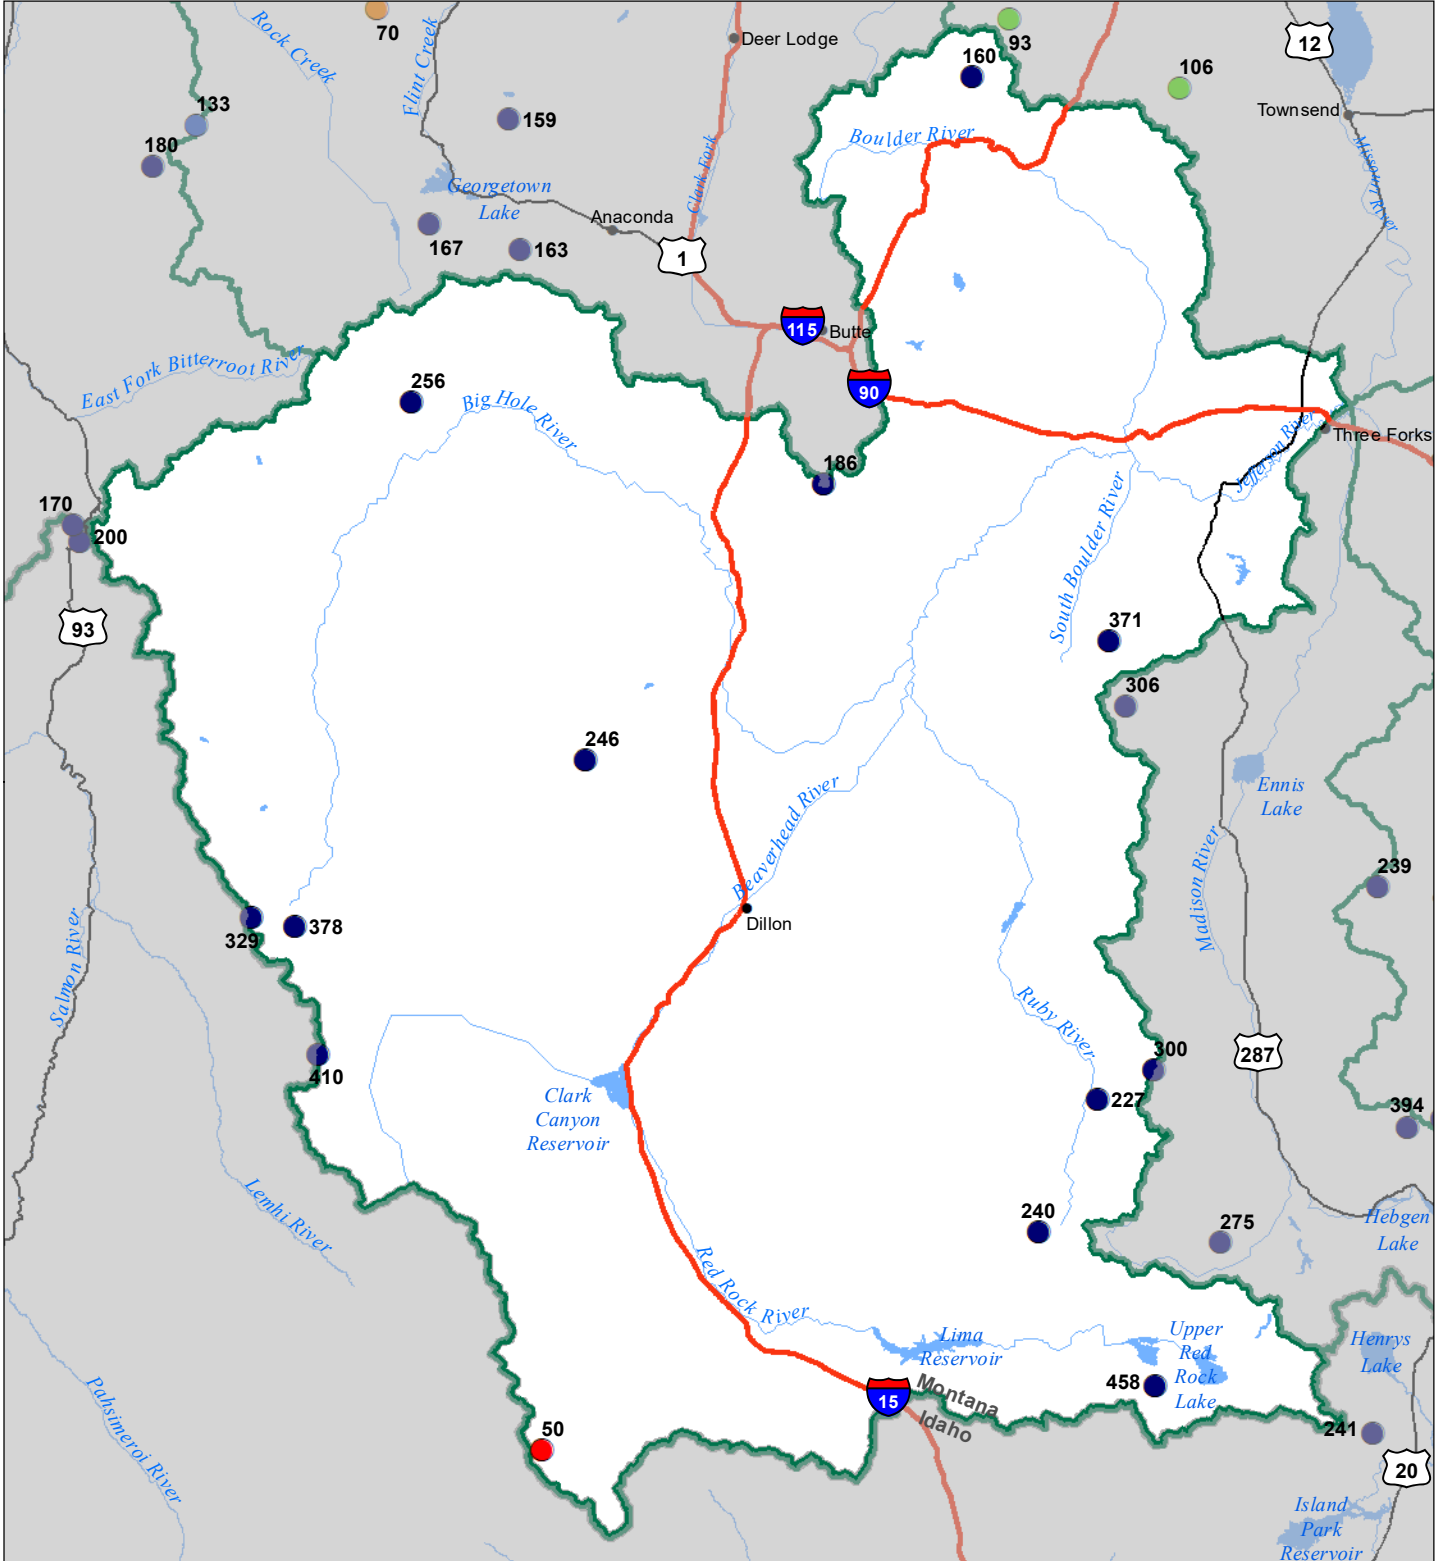 70
Rock Creek
Flint Creek
Deer Lodge
93
160
12
106
Townsend
133
159
180
Boulder River
Clark Fork
Missouri River
Georgetown
Lake
Anaconda
167
163
1
115
Butte
East Fork Bitterroot River
256
90
Big Hole River
Three Forks
Jefferson River
186
170
200
South Boulder River
93
371
306
246
Ennis
Lake
Beaverhead River
Madison River
239
Dillon
329
378
Salmon River
Ruby River
410
300
287
Clark
Canyon
Reservoir
227
394
Lemhi River
240
275
Hebgen
Lake
Red Rock River
Lima
Reservoir
Upper
Red
Rock
Lake
Henrys
Lake
458
Montana
Idaho
15
Pahsimeroi River
50
241
20
Island
Park
Reservoir